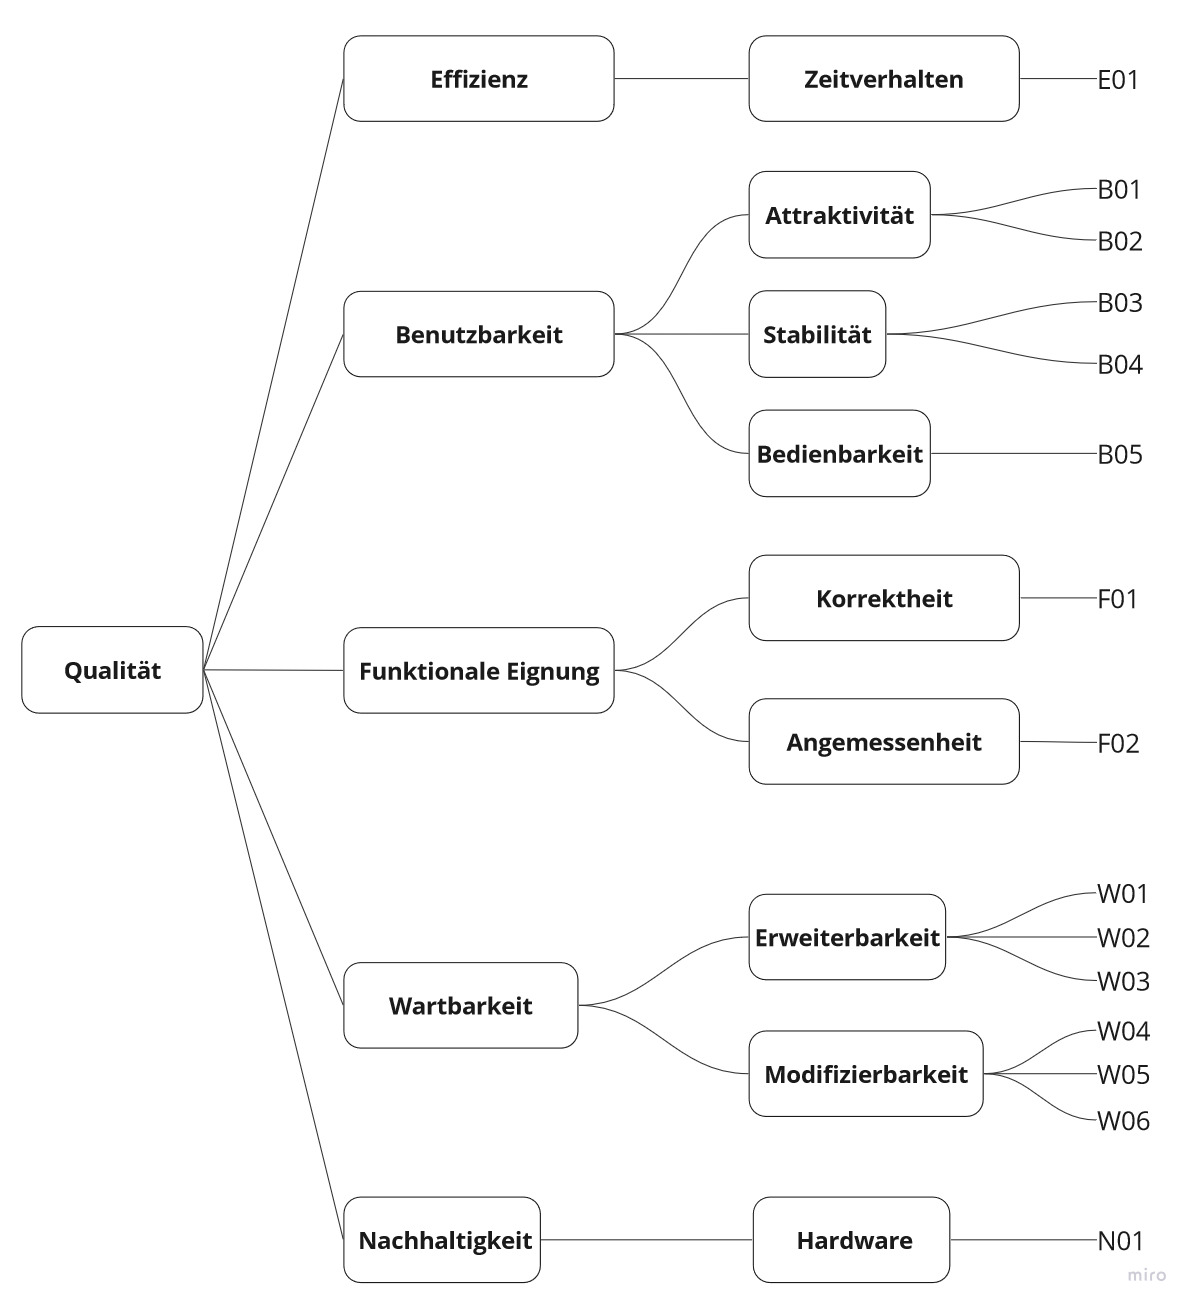 Effizienz
Zeitverhalten
E01
Attraktivität
B01
B02
Benutzbarkeit
Stabilität
B03
B04
Bedienbarkeit
B05
Korrektheit
F01
Qualität
Funktionale Eignung
Angemessenheit
F02
Erweiterbarkeit
W01
W02
W03
Wartbarkeit
Modifizierbarkeit
W04
W05
W06
Nachhaltigkeit
Hardware
N01
miro